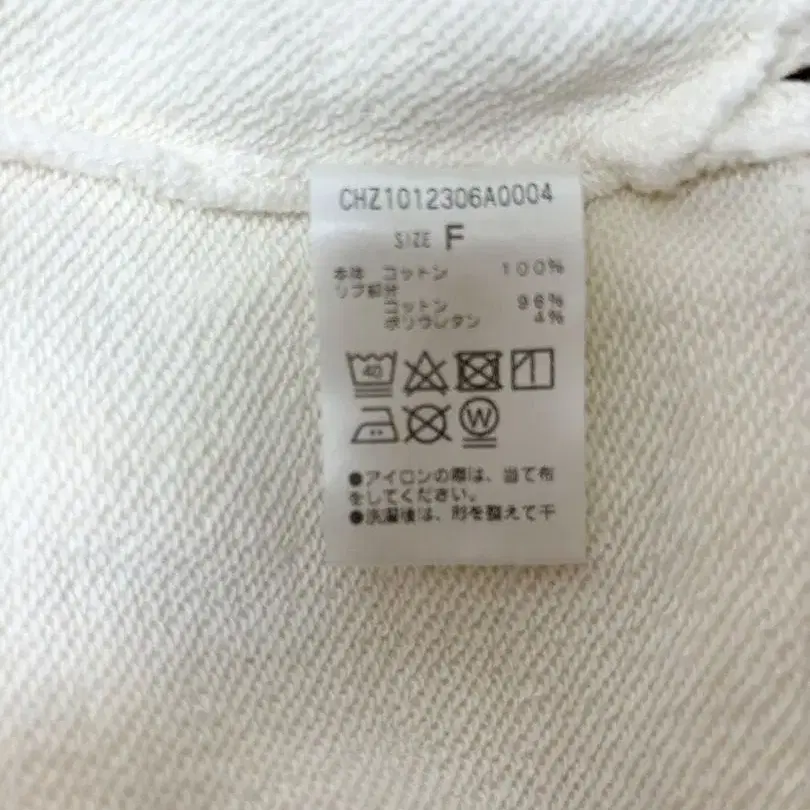 CHZ1012306A0004
SIZE F
本体 コットン 100%
リブ部分
コットン 96%
ポリウレタン 4%
40
W
●アイロンの際は、当て布
をしてください。
●洗濯後は、形を整えて干